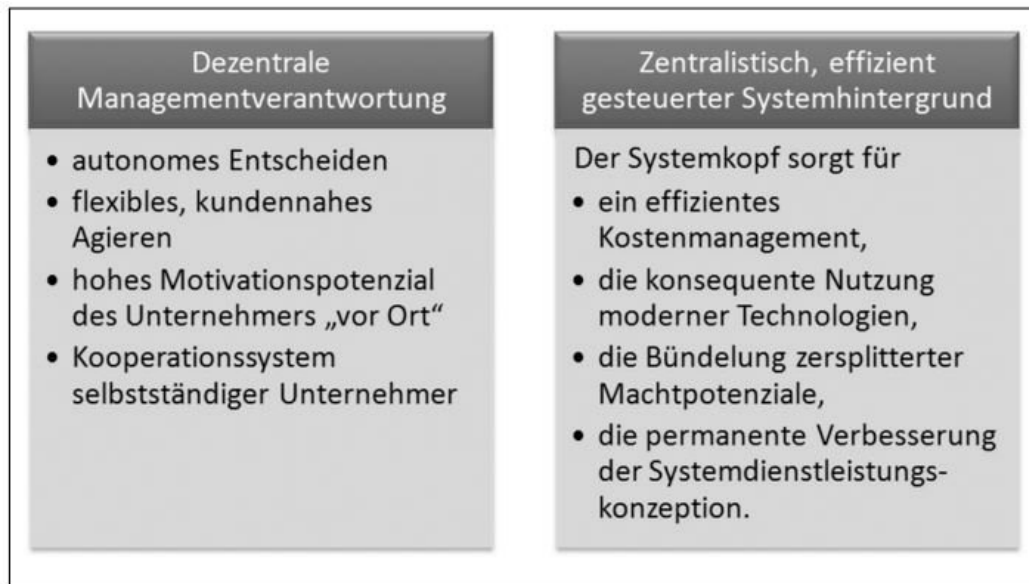 Dezentrale
Managementverantwortung
• autonomes Entscheiden
• flexibles, kundennahes
Agieren
• hohes Motivationspotenzial
des Unternehmers „vor Ort“
• Kooperationssystem
selbstständiger Unternehmer
Zentralistisch, effizient
gesteuerter Systemhintergrund
Der Systemkopf sorgt für
• ein effizientes
Kostenmanagement,
• die konsequente Nutzung
moderner Technologien,
• die Bündelung zersplitterter
Machtpotenziale,
• die permanente Verbesserung
der Systemdienstleistungs-
konzeption.